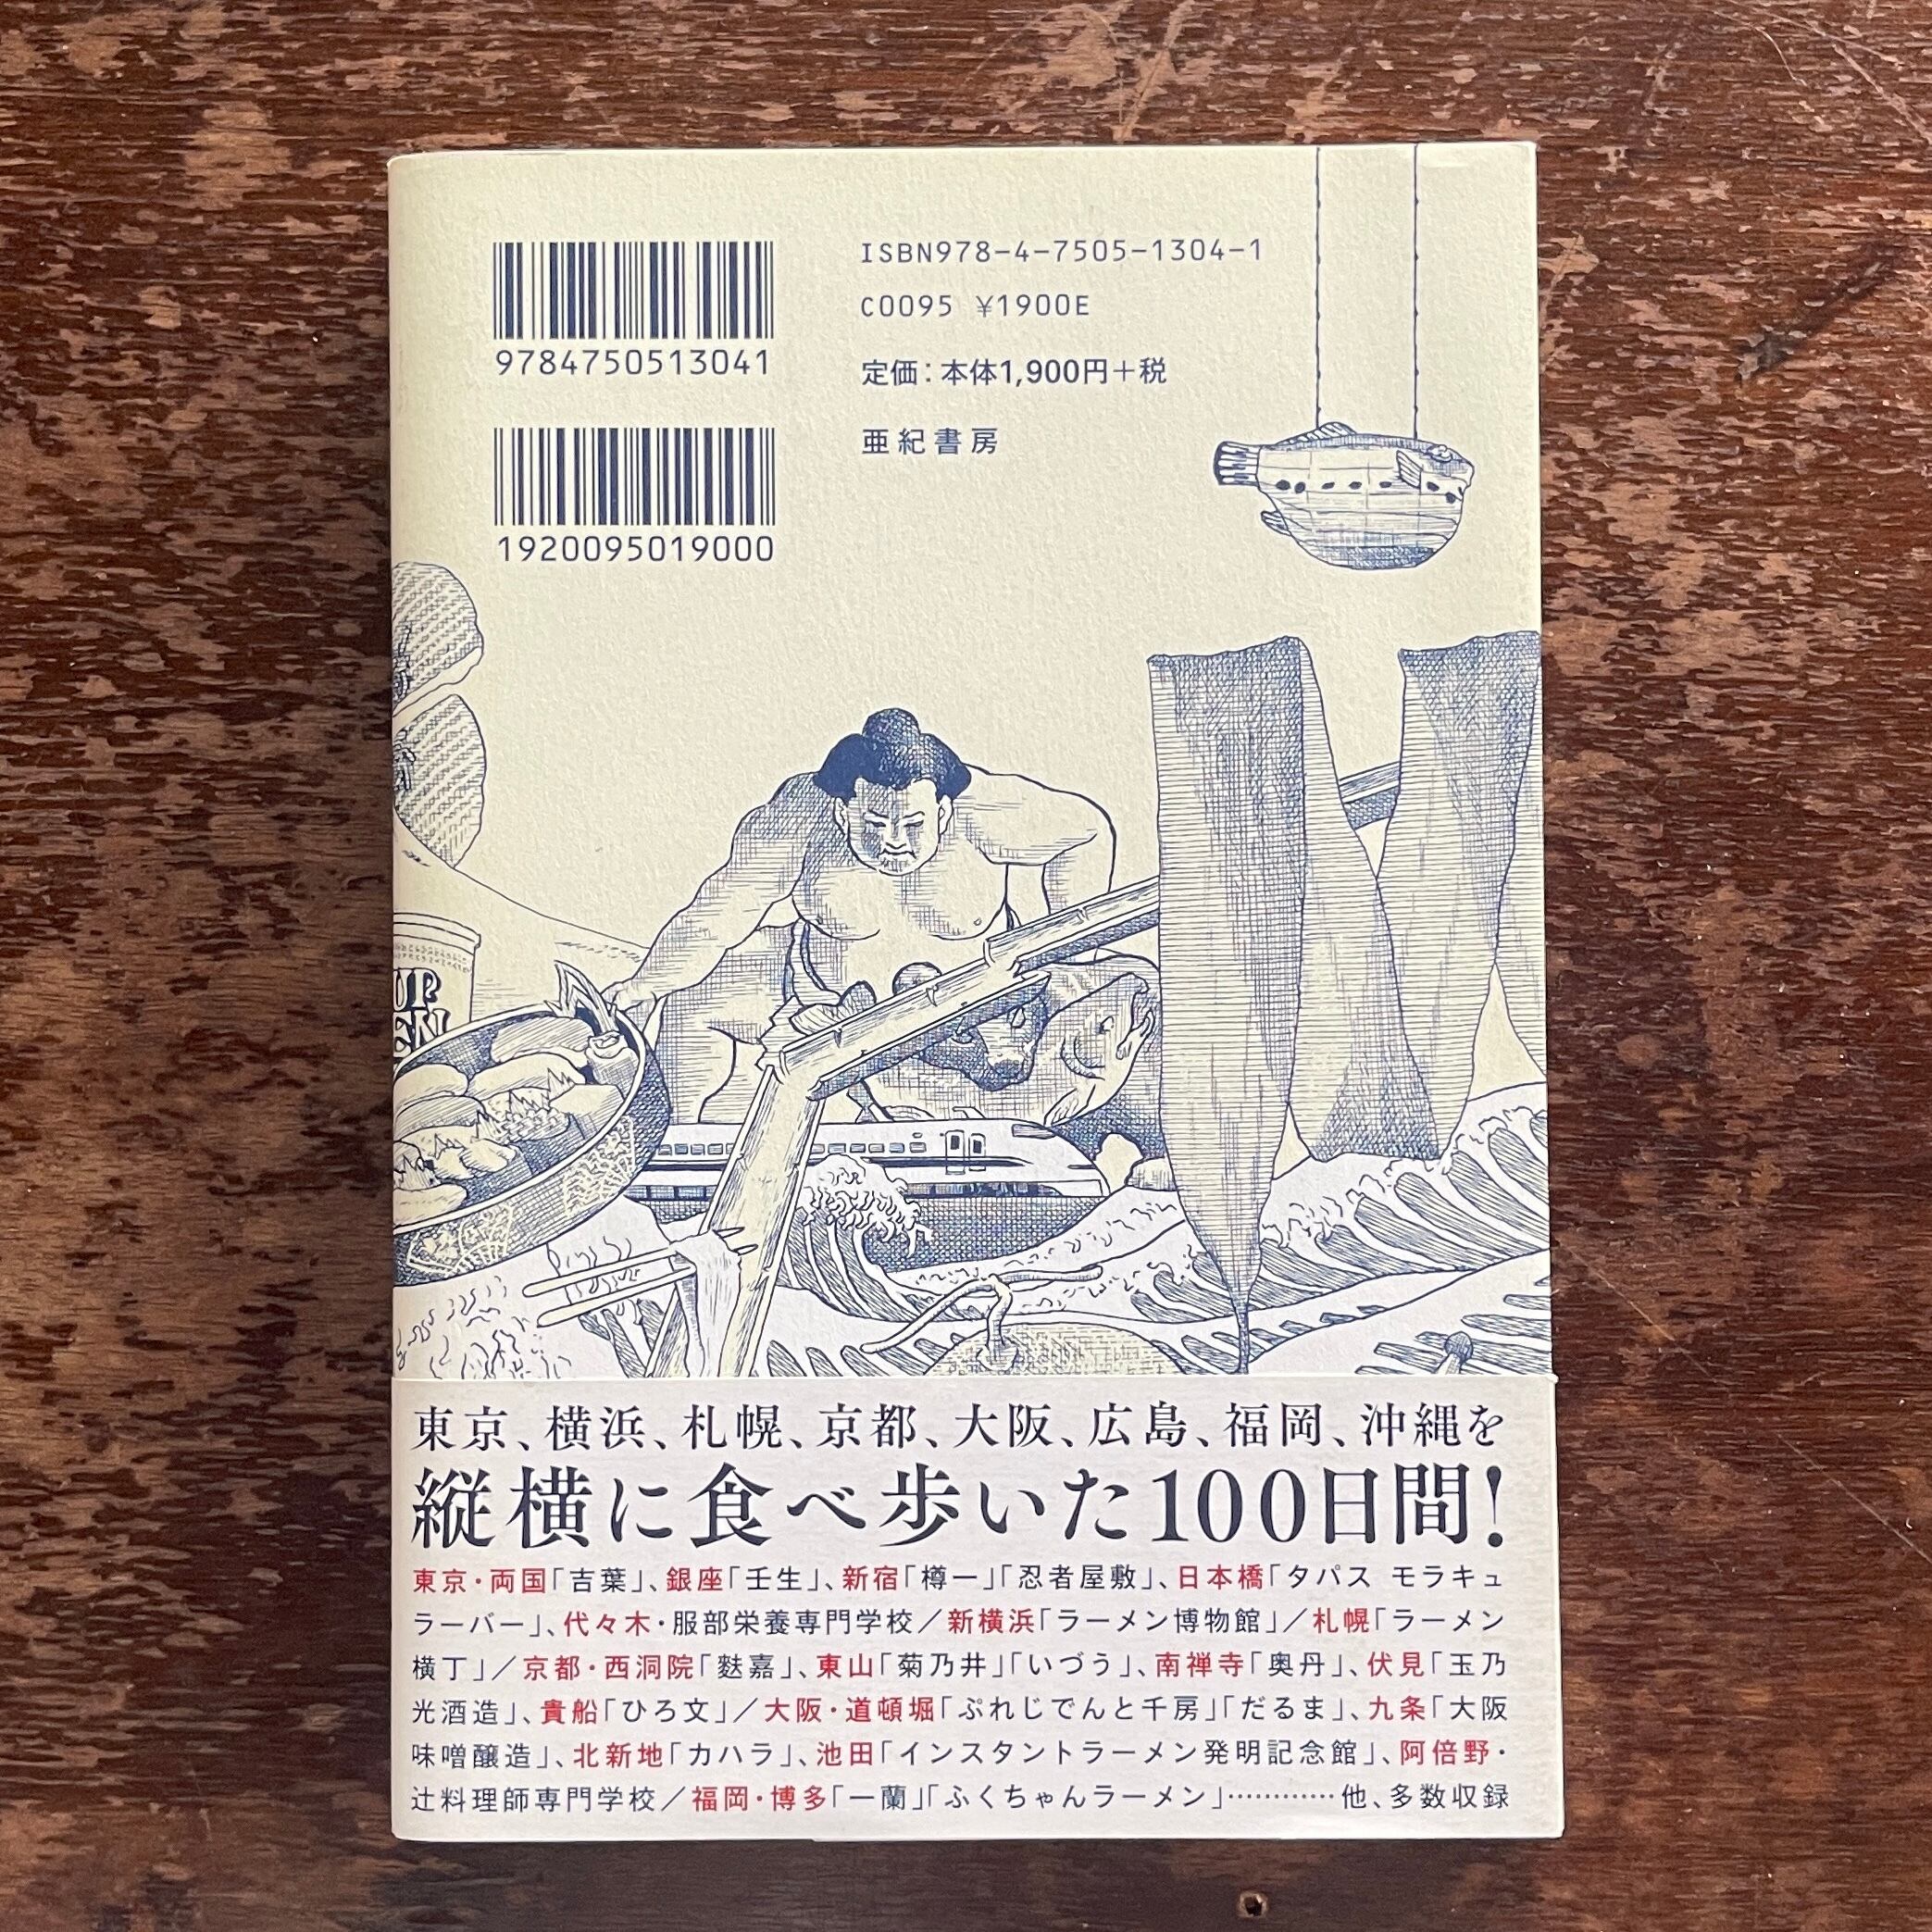 9784750513041
1920095019000
ISBN978-4-7505-1304-1
C0095 ¥1900E
定価：本体1,900円＋税
亜紀書房
UP
EN
東京、横浜、札幌、京都、大阪、広島、福岡、沖縄を
縦横に食べ歩いた100日間！
東京・両国「吉葉」、銀座「壬生」、新宿「樽一」「忍者屋敷」、日本橋「タパス モラキュ
ラーバー」、代々木・服部栄養専門学校／新横浜「ラーメン博物館」／札幌「ラーメン
横丁」／京都・西洞院「麩嘉」、東山「菊乃井」「いづう」、南禅寺「奥丹」、伏見「玉乃
光酒造」、貴船「ひろ文」／大阪・道頓堀「ぷれじでんと千房」「だるま」、九条「大阪
味噌醸造」、北新地「カハラ」、池田「インスタントラーメン発明記念館」、阿倍野・
辻料理師専門学校／福岡・博多「一蘭」「ふくちゃんラーメン」…………他、多数収録